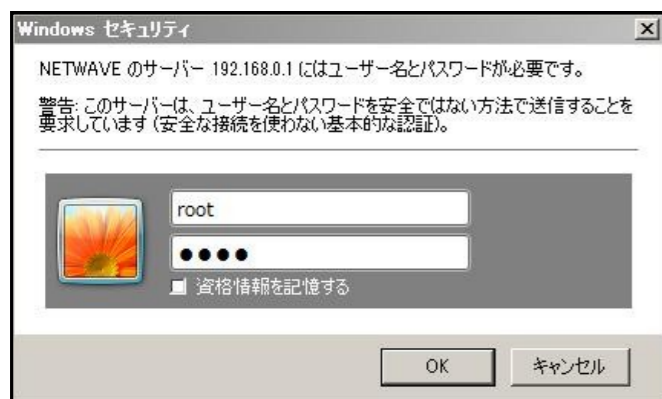 Windows セキュリティ
NETWAVE のサーバー 192.168.0.1 にはユーザー名とパスワードが必要です。
警告: このサーバーは、ユーザー名とパスワードを安全ではない方法で送信することを
要求しています (安全な接続を使わない基本的な認証)。
root
●●●●
資格情報を記憶する
OK
キャンセル